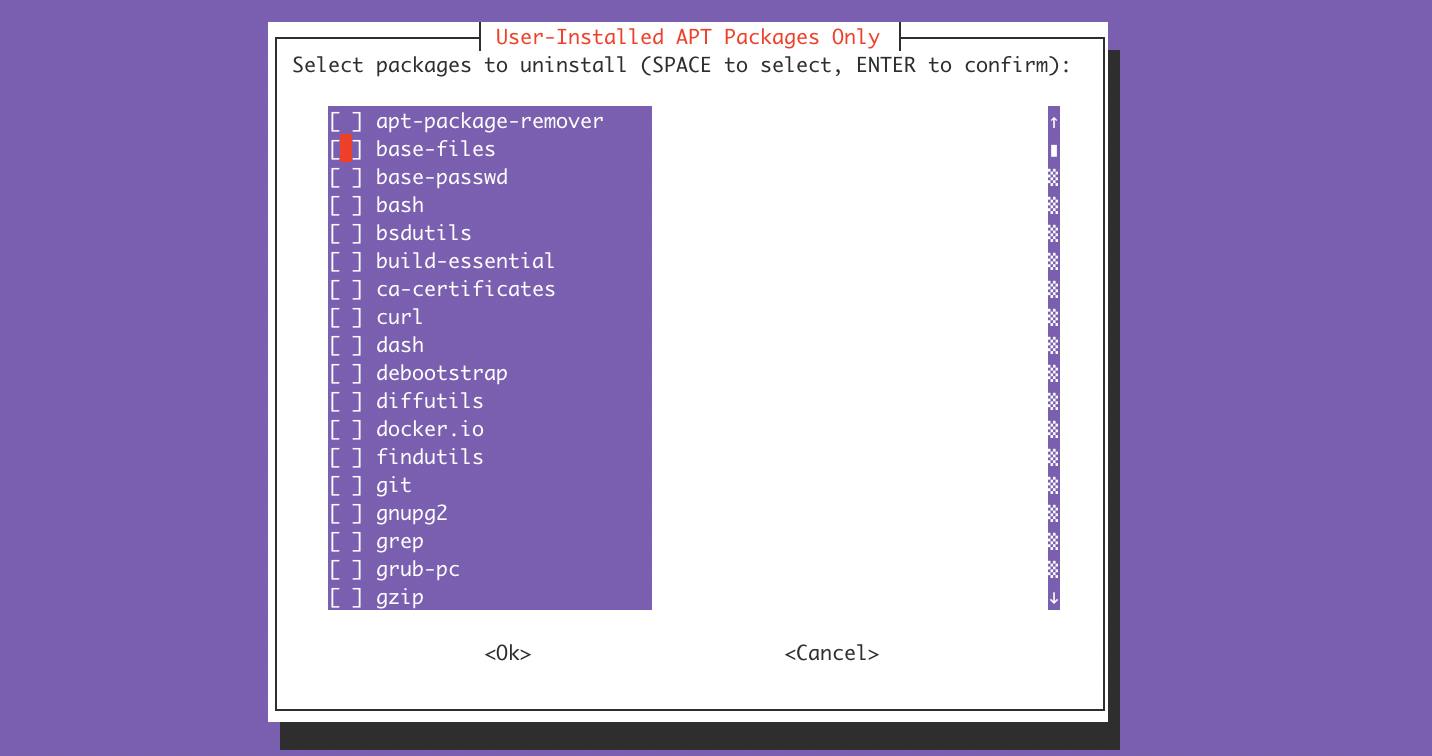 User-Installed APT Packages Only
Select packages to uninstall (SPACE to select, ENTER to confirm):
[ ] apt-package-remover ↑
[ ] base-files
[ ] base-passwd
[ ] bash
[ ] bsdutils
[ ] build-essential
[ ] ca-certificates
[ ] curl
[ ] dash
[ ] debootstrap
[ ] diffutils
[ ] docker.io
[ ] findutils
[ ] git
[ ] gnupg2
[ ] grep
[ ] grub-pc
[ ] gzip ↓
<Ok> <Cancel>